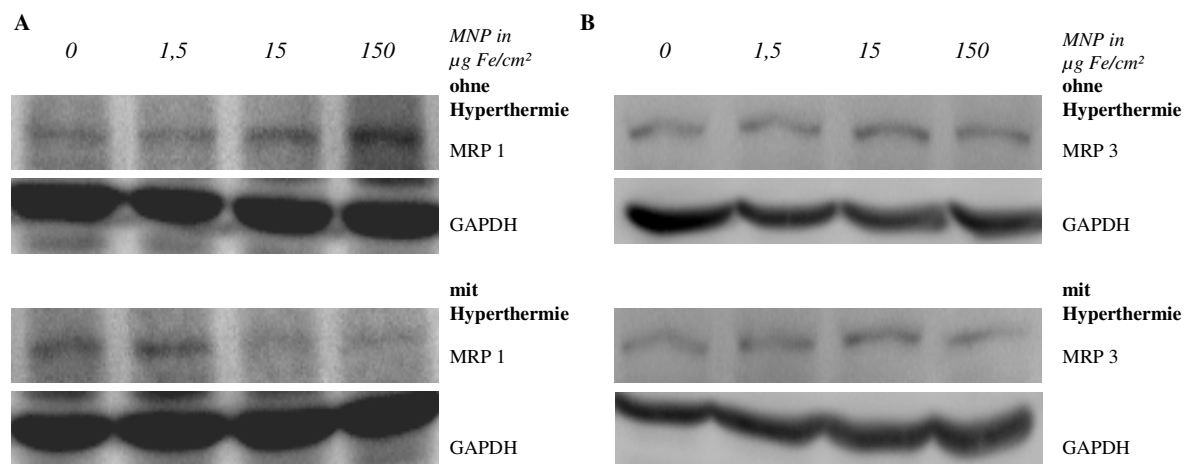 A
0 1,5 15 150
MNP in
µg Fe/cm²
ohne
Hyperthermie
MRP 1
GAPDH
mit
Hyperthermie
MRP 1
GAPDH
B
0 1,5 15 150
MNP in
µg Fe/cm²
ohne
Hyperthermie
MRP 3
GAPDH
mit
Hyperthermie
MRP 3
GAPDH